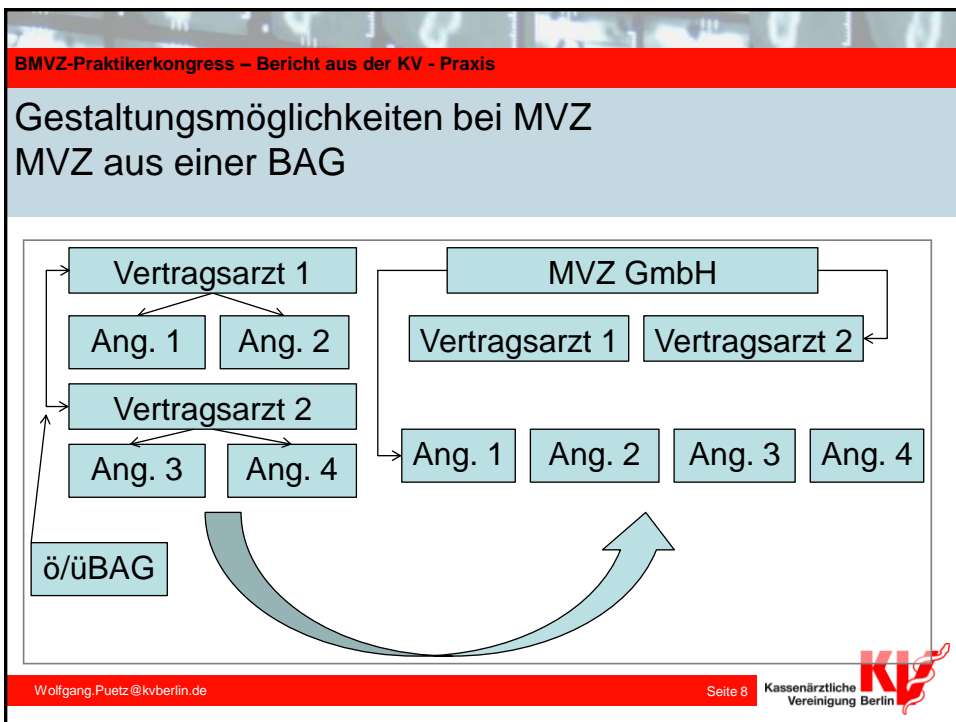 BMVZ-Praktikerkongress – Bericht aus der KV - Praxis
Gestaltungsmöglichkeiten bei MVZ
MVZ aus einer BAG
Vertragsarzt 1
Ang. 1
Ang. 2
Vertragsarzt 2
Ang. 3
Ang. 4
ö/üBAG
MVZ GmbH
Vertragsarzt 1
Vertragsarzt 2
Ang. 1
Ang. 2
Ang. 3
Ang. 4
Wolfgang.Puetz@kvberlin.de
Seite 8
Kassenärztliche
Vereinigung Berlin
KV